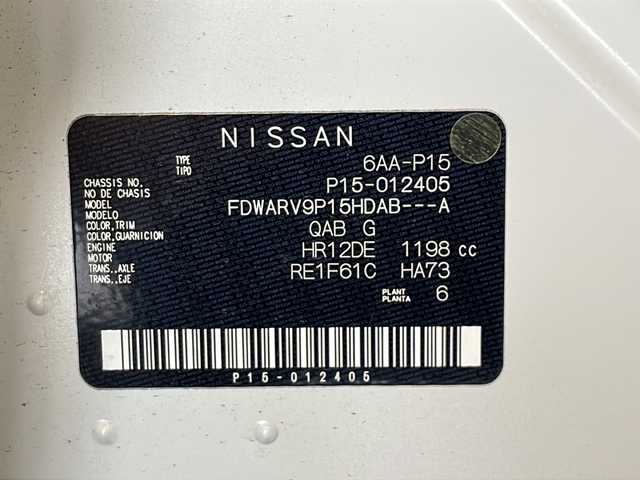 NISSAN
TYPE 6AA-P15
TIPO
CHASSIS NO. P15-012405
NO DE CHASIS
MODEL FDWARV9P15HDAB---A
MODELO
COLOR,TRIM QAB G
COLOR,GUARNICION
ENGINE HR12DE 1198 cc
MOTOR
TRANS.,AXLE RE1F61C HA73
TRANS.,EJE
PLANT 6
PLANTA
P15-012405